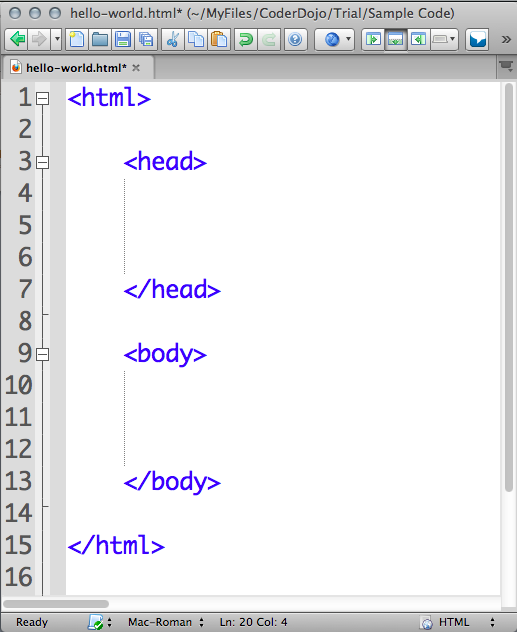 hello-world.html* (~/MyFiles/CoderDojo/Trial/Sample Code)
hello-world.html*
1 <html>
2
3 <head>
4
5
6
7 </head>
8
9 <body>
10
11
12
13 </body>
14
15 </html>
16
Ready Mac-Roman Ln: 20 Col: 4 HTML